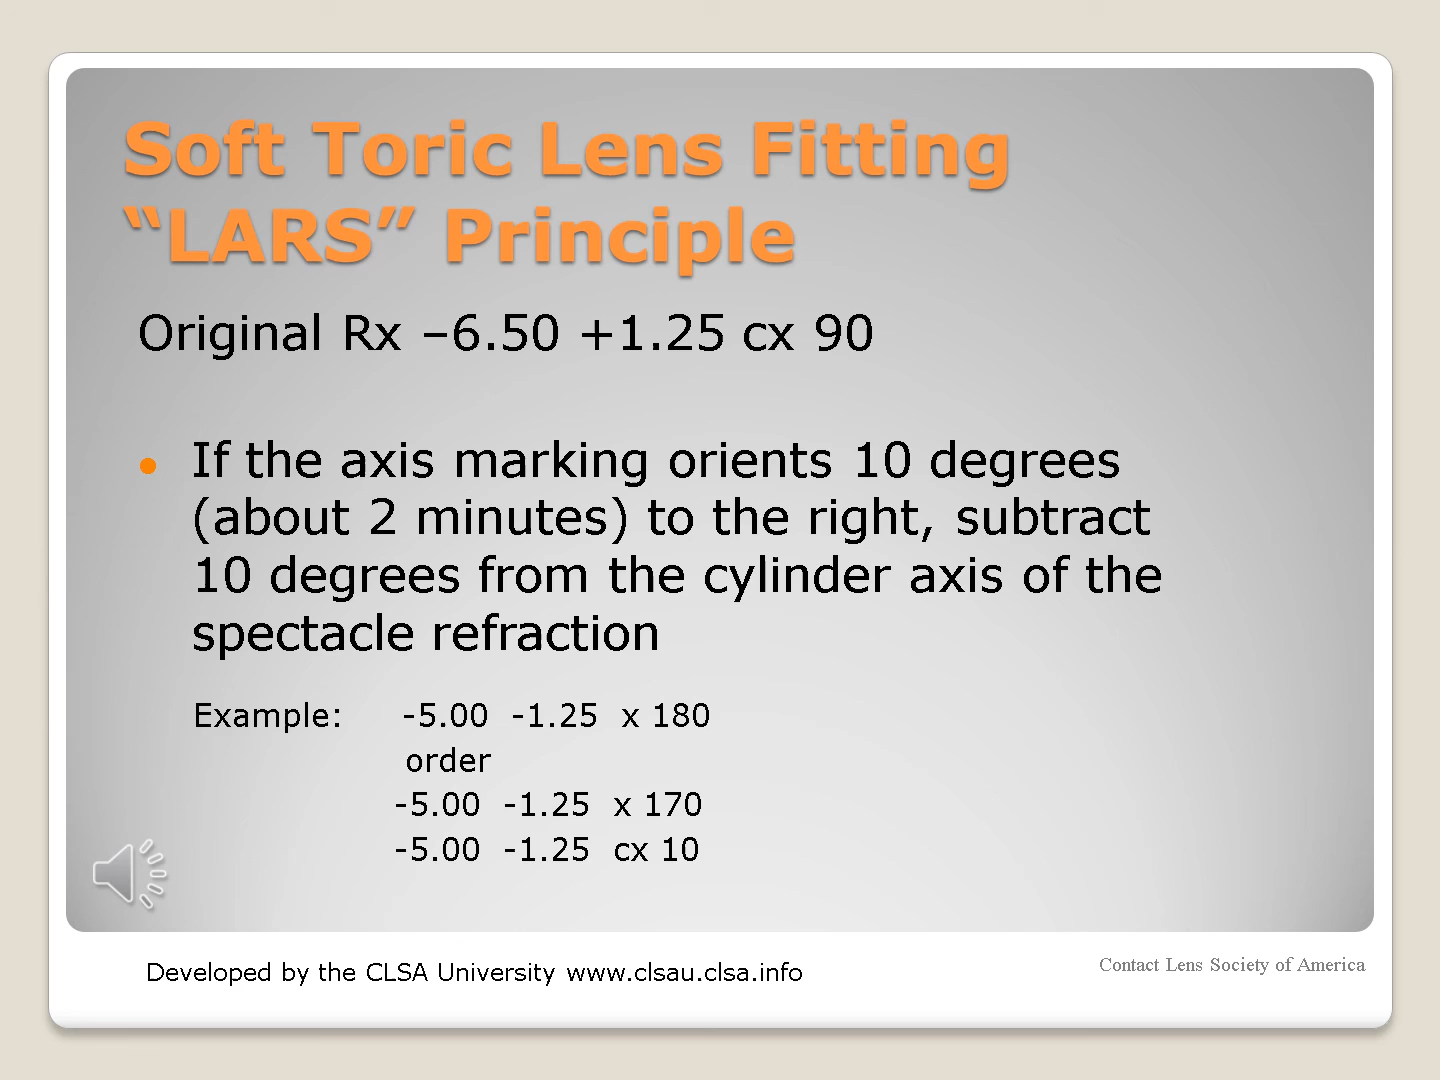 Soft Toric Lens Fitting
“LARS” Principle
Original Rx –6.50 +1.25 cx 90
If the axis marking orients 10 degrees
(about 2 minutes) to the right, subtract
10 degrees from the cylinder axis of the
spectacle refraction
Example: -5.00 -1.25 x 180
order
-5.00 -1.25 x 170
-5.00 -1.25 cx 10
Developed by the CLSA University www.clsau.clsa.info
Contact Lens Society of America